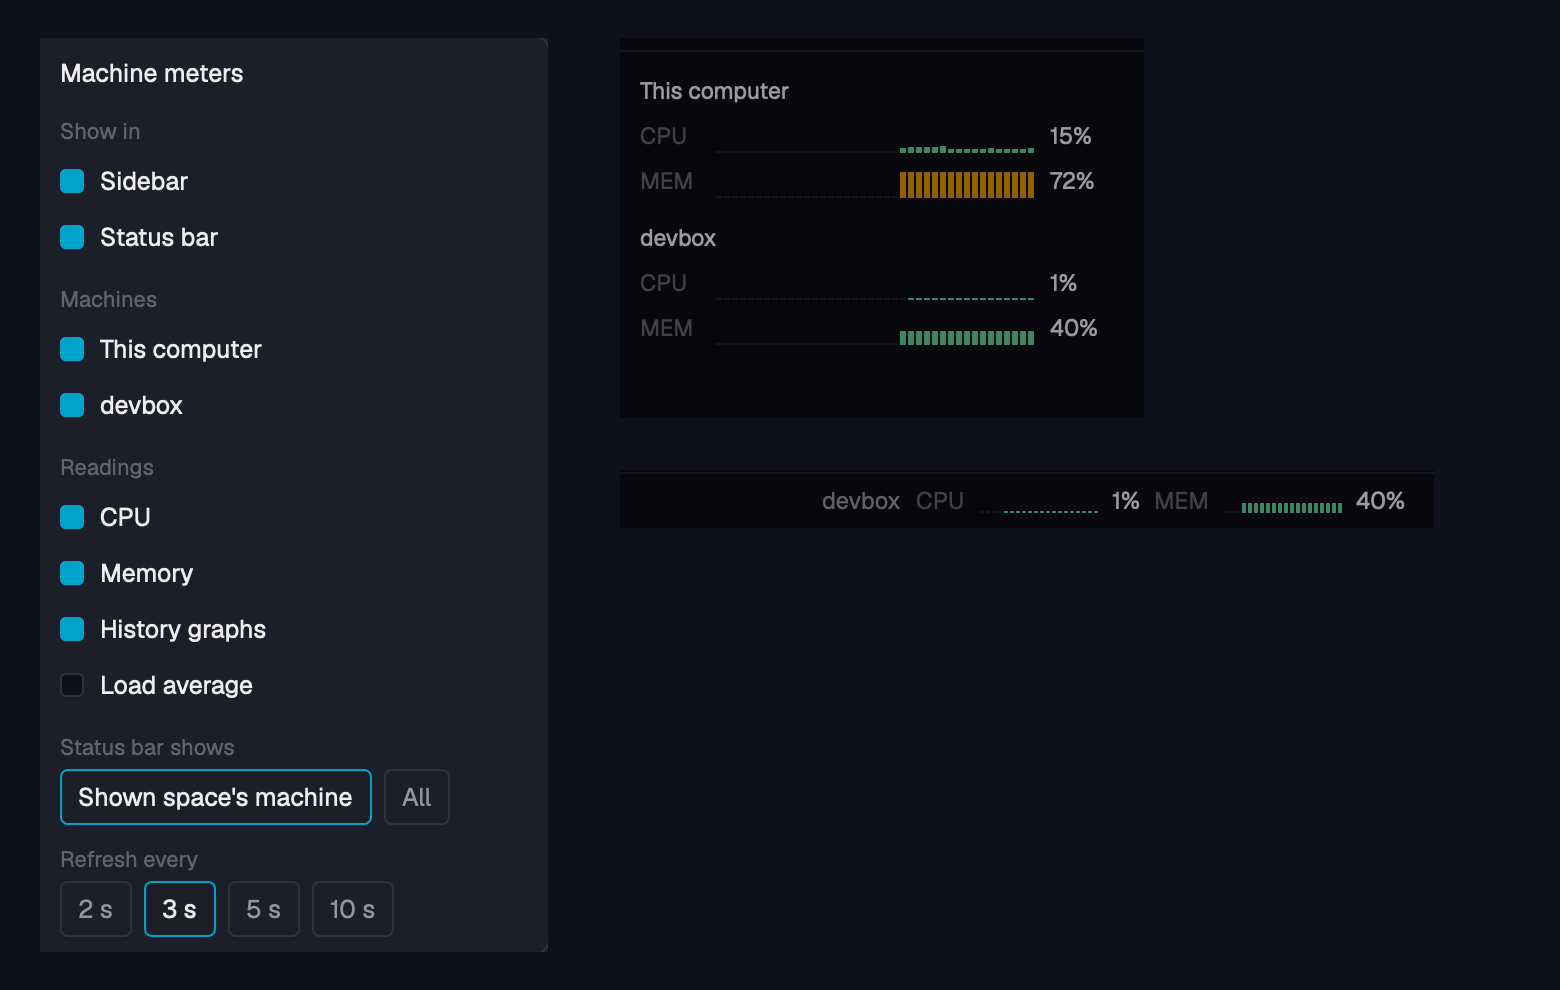 Machine meters
Show in
Sidebar
Status bar
Machines
This computer
devbox
Readings
CPU
Memory
History graphs
Load average
Status bar shows
Shown space's machine All
Refresh every
2 s 3 s 5 s 10 s
This computer
CPU 15%
MEM 72%
devbox
CPU 1%
MEM 40%
devbox CPU 1% MEM 40%